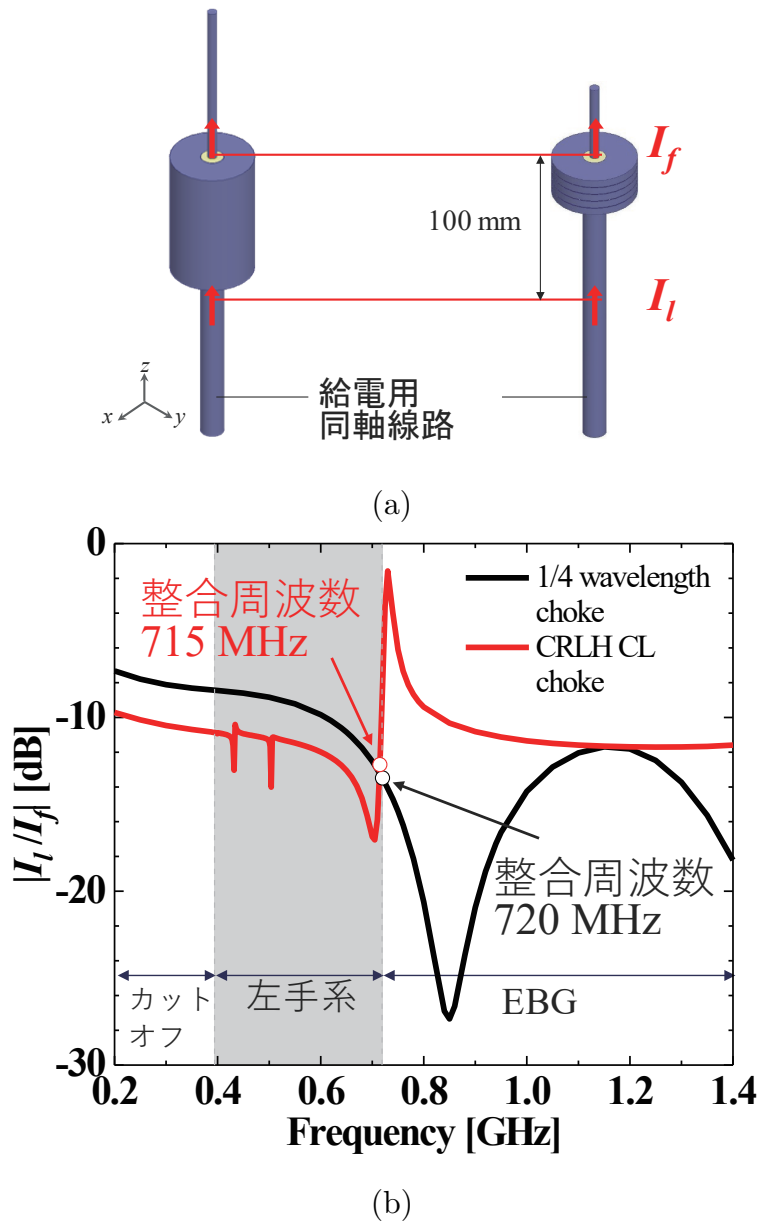 I_f
100 mm
I_l
z
x
y
給電用
同軸線路
(a)
0
-10
-20
-30
|I_l/I_f| [dB]
整合周波数
715 MHz
1/4 wavelength
choke
CRLH CL
choke
整合周波数
720 MHz
カット
オフ
左手系
EBG
0.2
0.4
0.6
0.8
1.0
1.2
1.4
Frequency [GHz]
(b)